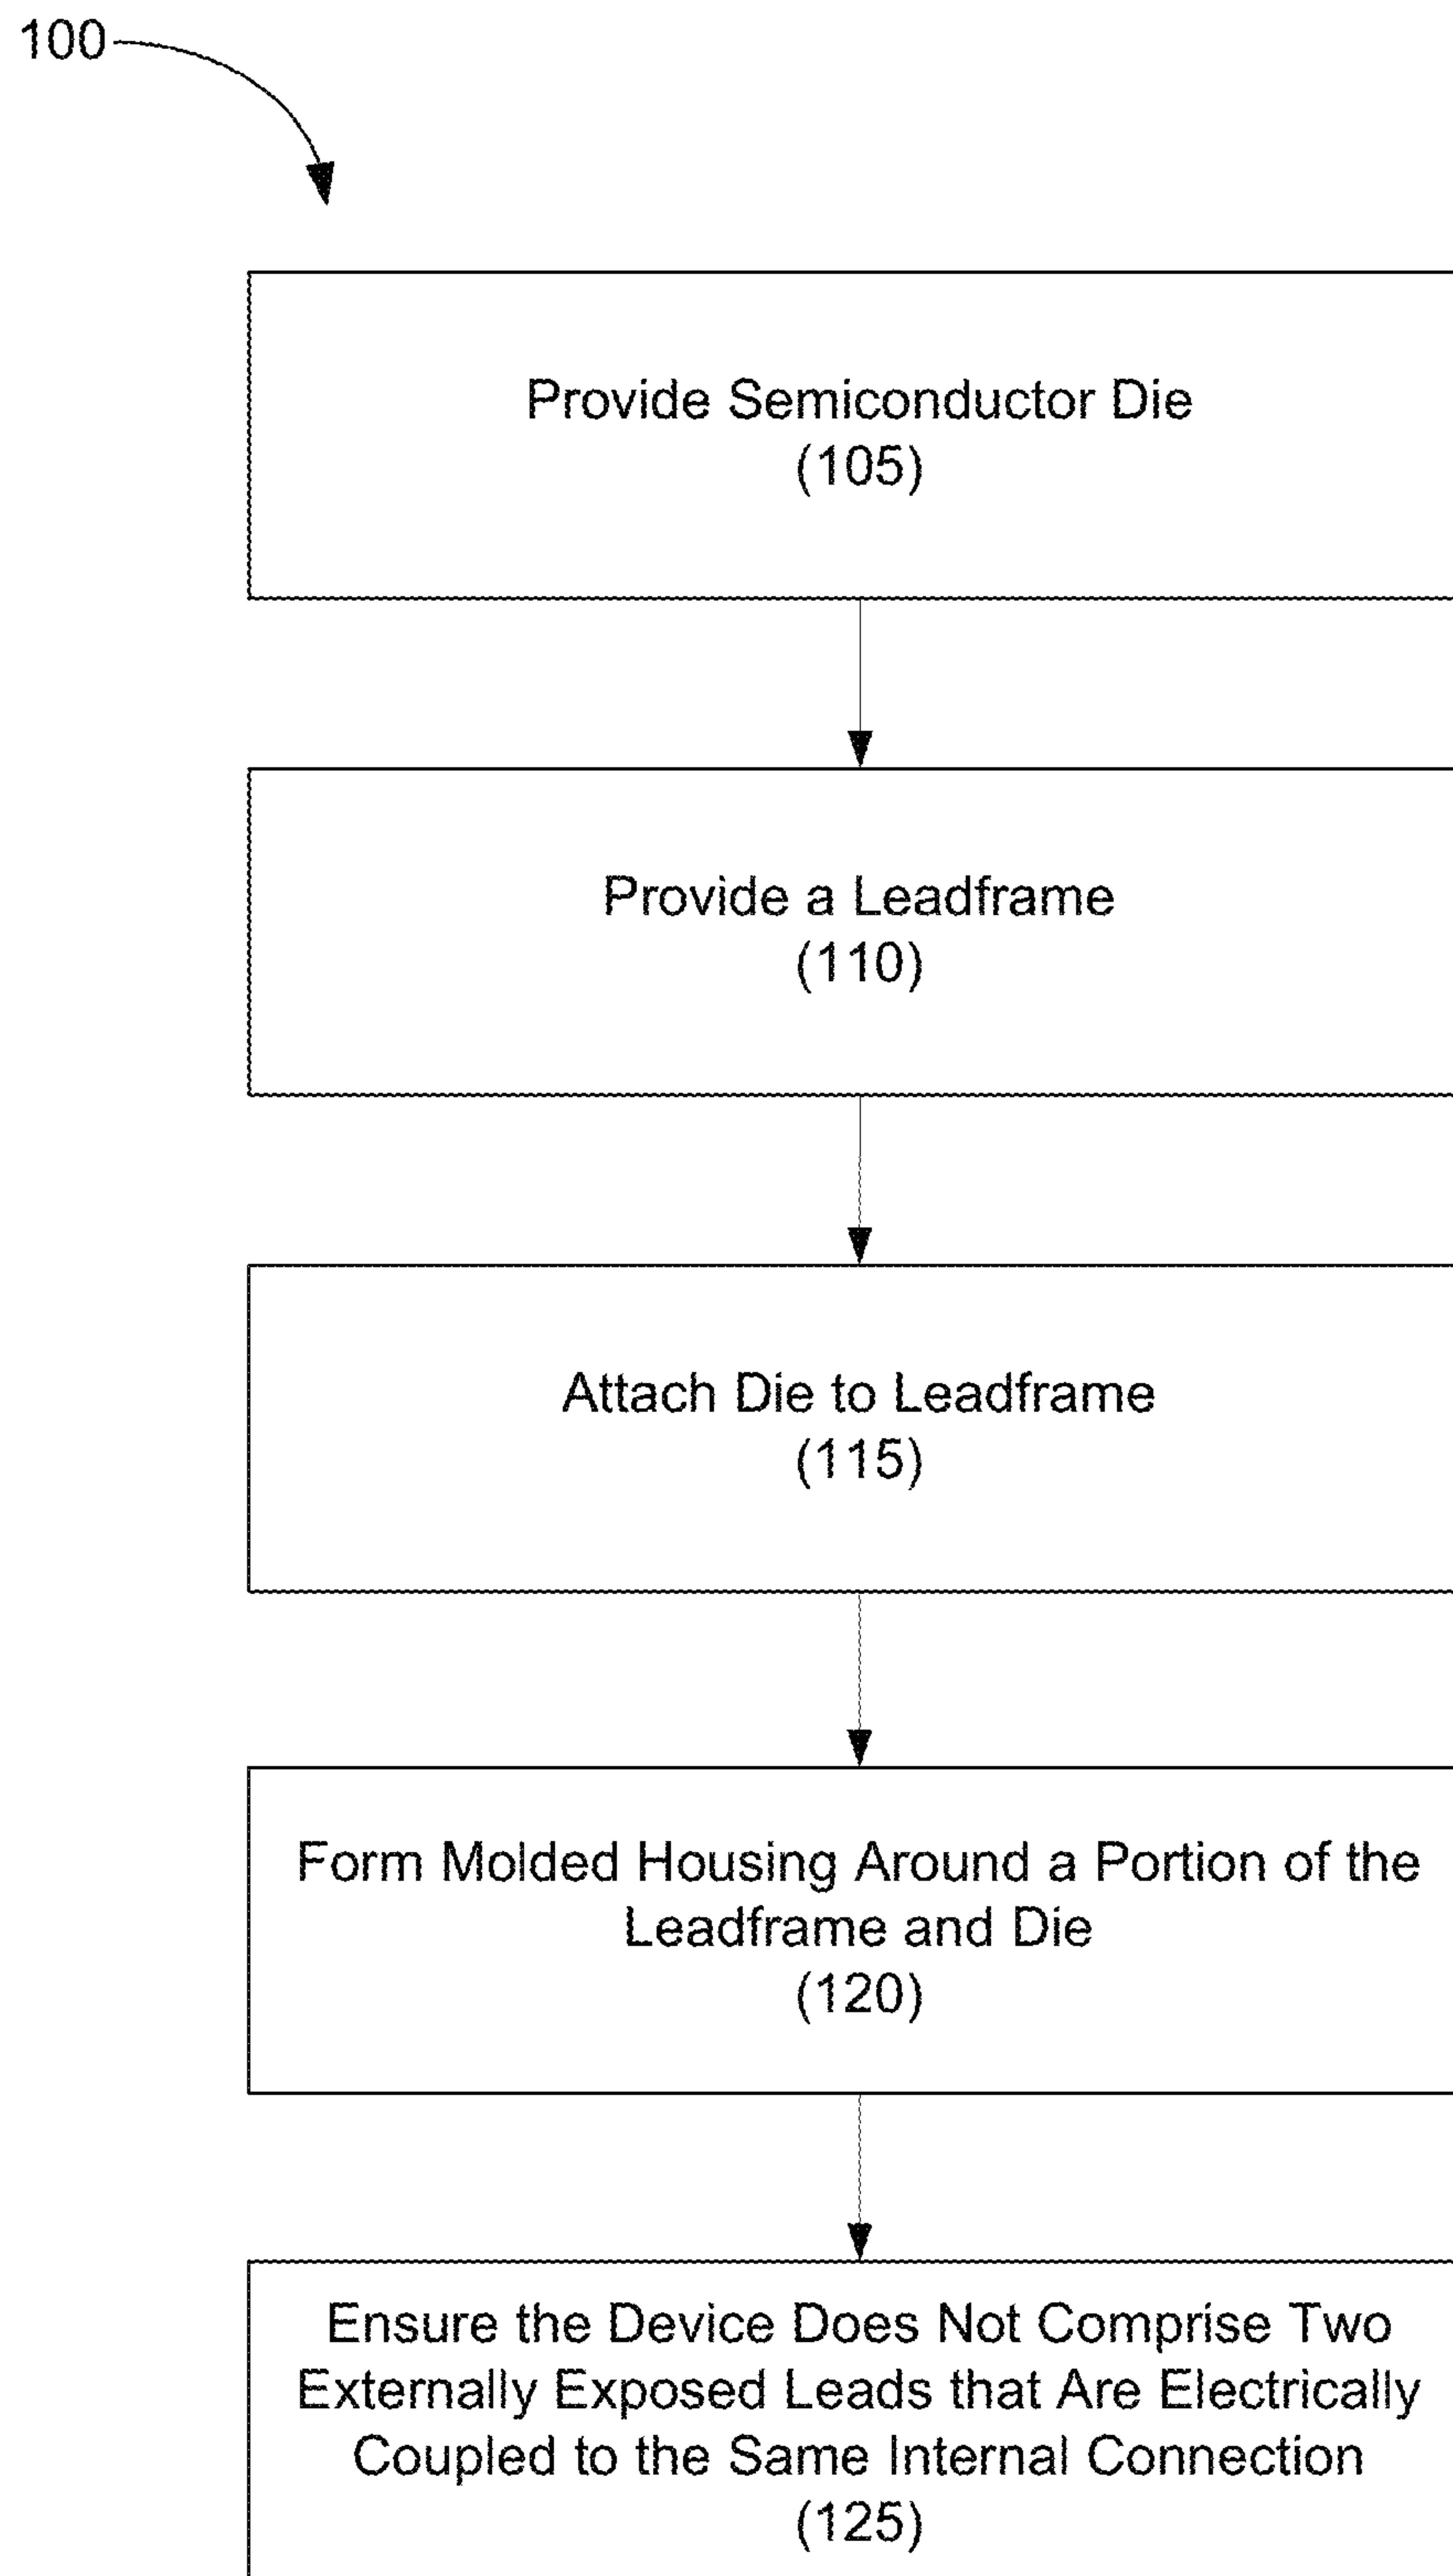 100
Provide Semiconductor Die
(105)
Provide a Leadframe
(110)
Attach Die to Leadframe
(115)
Form Molded Housing Around a Portion of the
Leadframe and Die
(120)
Ensure the Device Does Not Comprise Two
Externally Exposed Leads that Are Electrically
Coupled to the Same Internal Connection
(125)